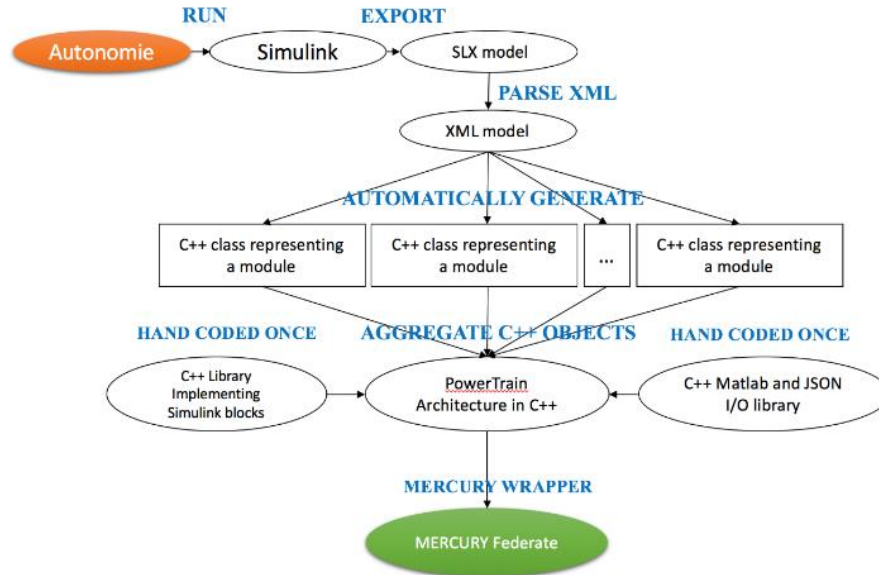 RUN
EXPORT
Autonomie
Simulink
SLX model
PARSE XML
XML model
AUTOMATICALLY GENERATE
C++ class representing
a module
C++ class representing
a module
...
C++ class representing
a module
HAND CODED ONCE
AGGREGATE C++ OBJECTS
HAND CODED ONCE
C++ Library
Implementing
Simulink blocks
PowerTrain
Architecture in C++
C++ Matlab and JSON
I/O library
MERCURY WRAPPER
MERCURY Federate